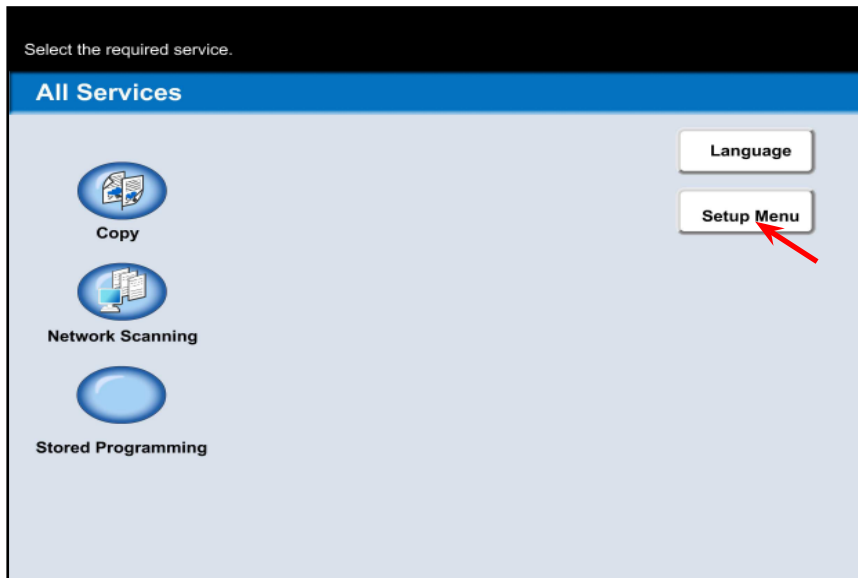 Select the required service.
All Services
Language
Setup Menu
Copy
Network Scanning
Stored Programming